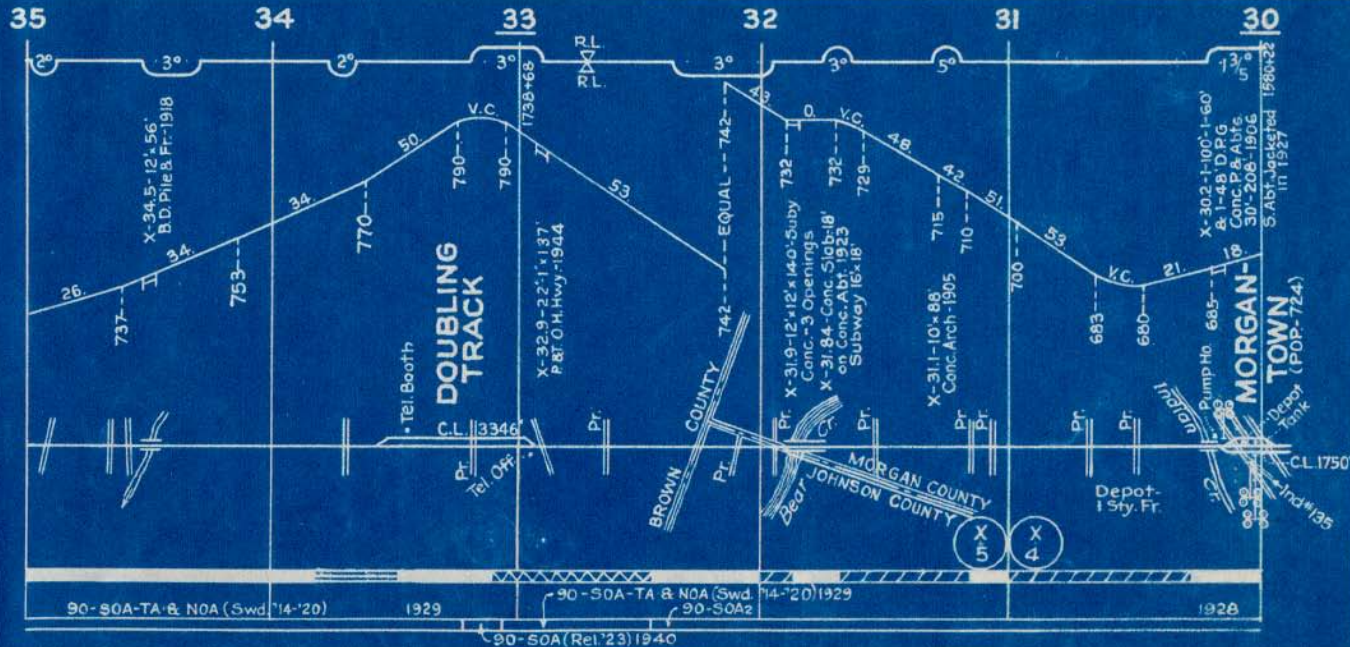 35
34
33
32
31
30
2°
3°
2°
3°
R.L.
R.L.
3°
3°
5°
1 3/5°
X-34.5-12'x56'
B.D. Pile & Fr.-1918
26.
34.
34.
50.
V.C.
1738+68
53
43
O.
V.C.
48
42
51.
53
V.C.
21.
18.
1580+22
737
753
770
790
790
742
EQUAL
742
732
732
729
715
710
700
683
680
685
X-32.9-22'1"x137'
P.&T. O.H. Hwy.-1944
X-31.9-12'x12'x140'-Suby
Conc.-3 Openings
X-31.84-Conc. Slab-18'
on Conc. Abt. 1923
Subway 16'x18'
X-31.1-10'x88'
Conc. Arch-1905
X-30.2-1-100'-1-60'
& 1-48' D.P.G
Conc. P. & Abts.
30'-208'-1906
S. Abt. Jacketed
in 1927
DOUBLING
TRACK
Tel. Booth
C.L. 3346'
Pr.
Tel. Off.
Pr.
BROWN COUNTY
Pr.
Pr.
Bear Cr.
Pr.
MORGAN COUNTY
JOHNSON COUNTY
Pr.
Pr.
Pr.
Depot-
1 Sty. Fr.
Indian Cr.
Pump Ho.
MORGAN-
TOWN
(POP.-724)
Depot
Tank
C.L. 1750'
Ind#135
X
5
X
4
90-SOA-TA & NOA (Swd. '14-'20) 1929
90-SOA-TA & NOA (Swd. '14-'20) 1929
90-SOA2
1928
90-SOA (Rel. '23) 1940